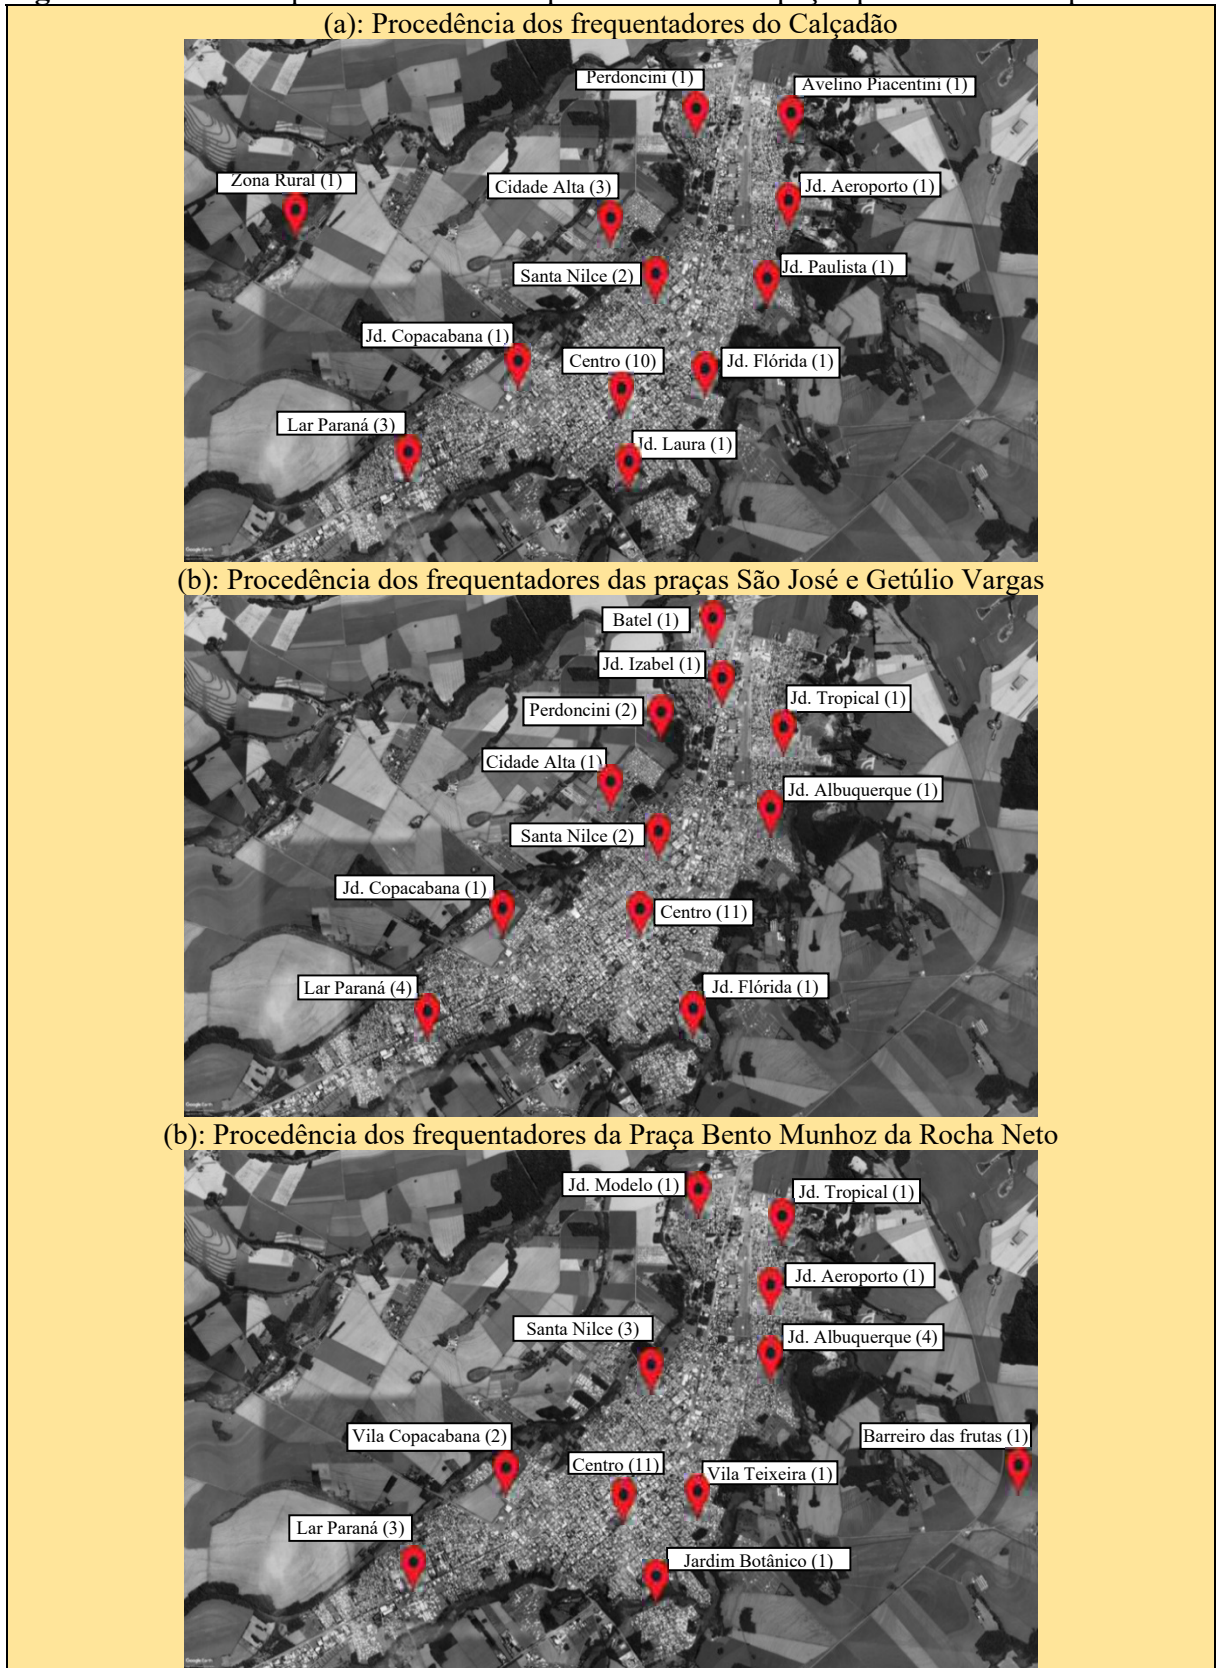 (a): Procedência dos frequentadores do Calçadão
Perdoncini (1)
Avelino Piacentini (1)
Zona Rural (1)
Cidade Alta (3)
Jd. Aeroporto (1)
Santa Nilce (2)
Jd. Paulista (1)
Jd. Copacabana (1)
Centro (10)
Jd. Flórida (1)
Lar Paraná (3)
Jd. Laura (1)
Google Earth
(b): Procedência dos frequentadores das praças São José e Getúlio Vargas
Batel (1)
Jd. Izabel (1)
Jd. Tropical (1)
Perdoncini (2)
Cidade Alta (1)
Jd. Albuquerque (1)
Santa Nilce (2)
Jd. Copacabana (1)
Centro (11)
Lar Paraná (4)
Jd. Flórida (1)
Google Earth
(b): Procedência dos frequentadores da Praça Bento Munhoz da Rocha Neto
Jd. Modelo (1)
Jd. Tropical (1)
Jd. Aeroporto (1)
Santa Nilce (3)
Jd. Albuquerque (4)
Vila Copacabana (2)
Barreiro das frutas (1)
Centro (11)
Vila Teixeira (1)
Lar Paraná (3)
Jardim Botânico (1)
Google Earth